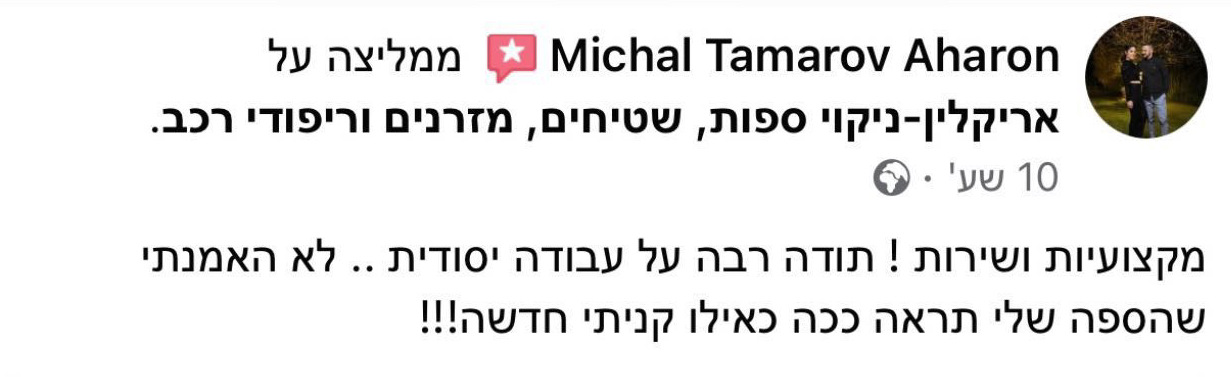 Michal Tamarov Aharon ממליצה על
אריקלין-ניקוי ספות, שטיחים, מזרנים וריפודי רכב.
10 שע' ·
מקצועיות ושירות ! תודה רבה על עבודה יסודית .. לא האמנתי
שהספה שלי תראה ככה כאילו קניתי חדשה!!!